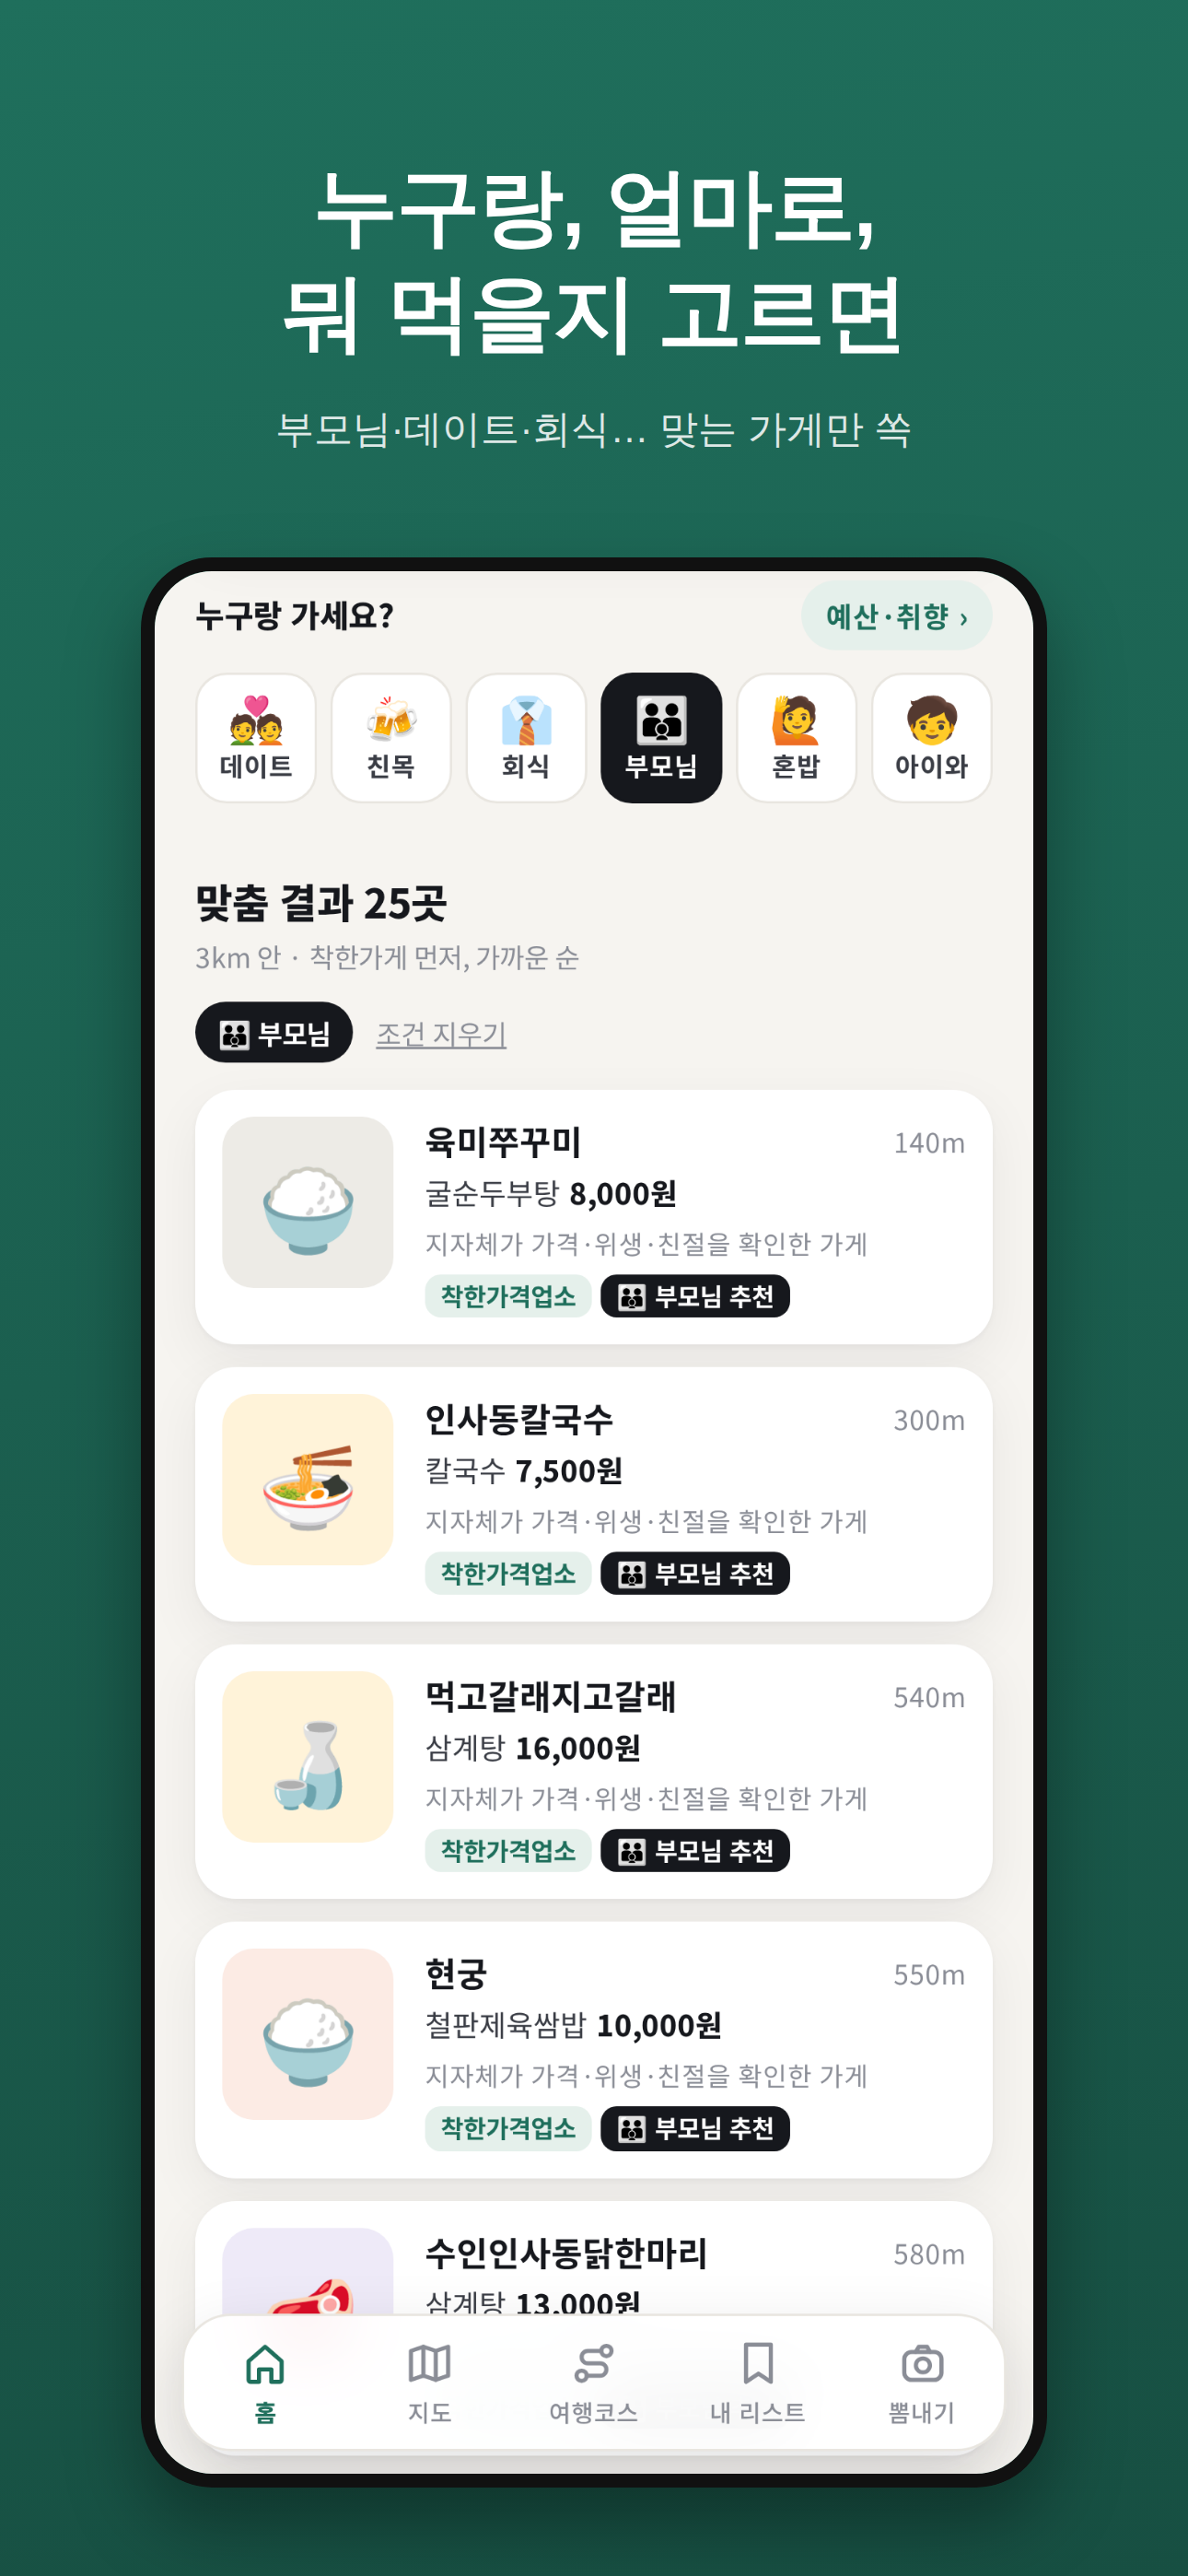 누구랑, 얼마로,
뭐 먹을지 고르면
부모님·데이트·회식... 맞는 가게만 쏙
누구랑 가세요?
예산·취향 ›
데이트 친목 회식 부모님 혼밥 아이와
맞춤 결과 25곳
3km 안 · 착한가게 먼저, 가까운 순
부모님 조건 지우기
육미쭈꾸미 140m
굴순두부탕 8,000원
지자체가 가격·위생·친절을 확인한 가게
착한가격업소 부모님 추천
인사동칼국수 300m
칼국수 7,500원
지자체가 가격·위생·친절을 확인한 가게
착한가격업소 부모님 추천
먹고갈래지고갈래 540m
삼계탕 16,000원
지자체가 가격·위생·친절을 확인한 가게
착한가격업소 부모님 추천
현궁 550m
철판제육쌈밥 10,000원
지자체가 가격·위생·친절을 확인한 가게
착한가격업소 부모님 추천
수인인사동닭한마리 580m
삼계탕 13,000원
홈 지도 여행코스 내 리스트 뽐내기